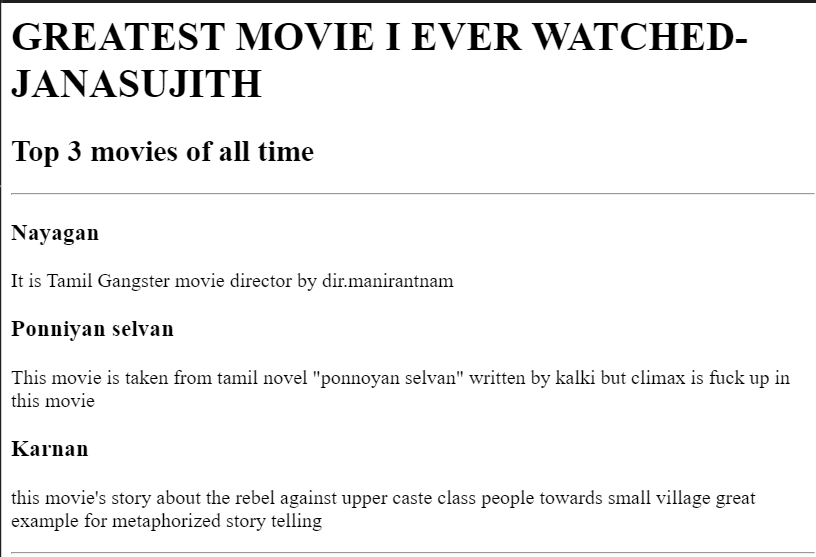 GREATEST MOVIE I EVER WATCHED-
JANASUJITH
Top 3 movies of all time
Nayagan
It is Tamil Gangster movie director by dir.manirantnam
Ponniyan selvan
This movie is taken from tamil novel "ponnoyan selvan" written by kalki but climax is fuck up in
this movie
Karnan
this movie's story about the rebel against upper caste class people towards small village great
example for metaphorized story telling